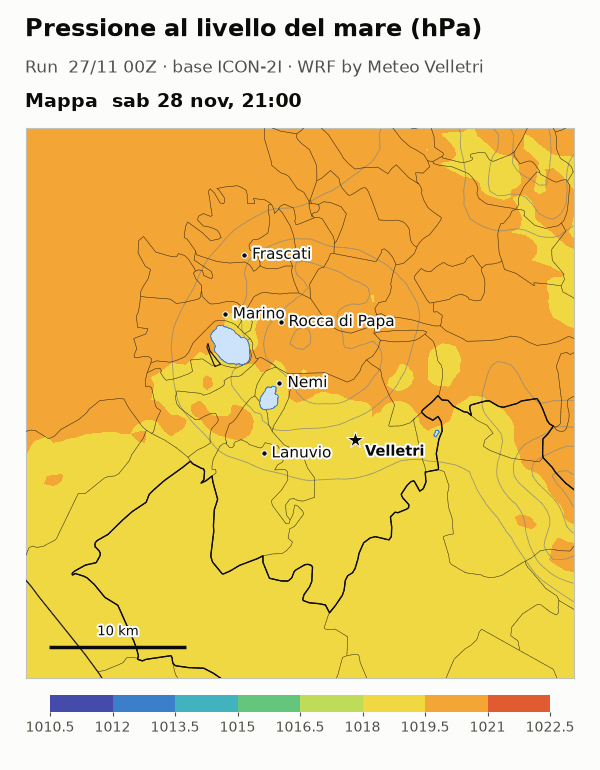 Pressione al livello del mare (hPa)
Run  27/11 00Z · base ICON-2I · WRF by Meteo Velletri
Mappa  sab 28 nov, 21:00
Frascati
Marino
Rocca di Papa
Nemi
Velletri
Lanuvio
10 km
1010.5 1012 1013.5 1015 1016.5 1018 1019.5 1021 1022.5